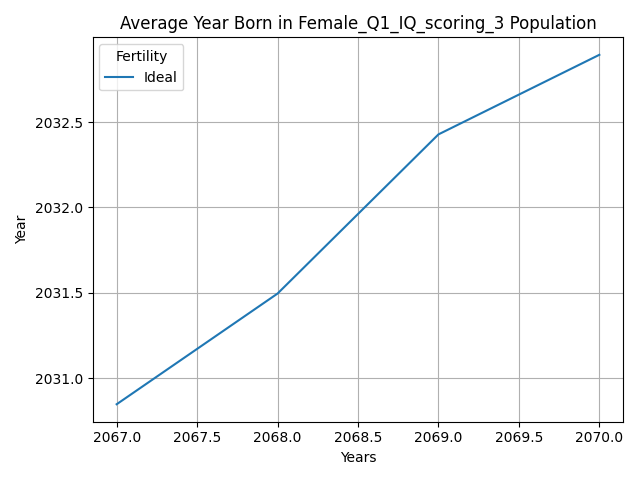 Average Year Born in Female_Q1_IQ_scoring_3 Population
Fertility
Ideal
2032.5
2032.0
2031.5
2031.0
Year
2067.0 2067.5 2068.0 2068.5 2069.0 2069.5 2070.0
Years